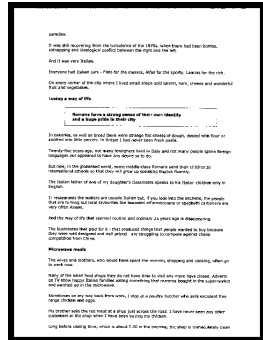 paradise.
It was still recovering from the turbulence of the 1970s, when there had been bombs,
kidnapping and ideological conflict between the right and the left.
And it was very Italian.
Everyone had Italian cars - Fiats for the masses, Alfas for the sporty, Lancias for the rich.
On every corner of the city where I lived small shops sold salami, ham, cheese and wonderful
fruit and vegetables.
Losing a way of life
Romans have a strong sense of their own identity
and a huge pride in their city
In bakeries, as well as bread there were strange flat sheets of dough, dusted with flour or
twisted into little parcels. In Britain I had never seen fresh pasta.
Twenty-five years ago, not many foreigners lived in Italy and not many people spoke foreign
languages nor appeared to have any desire so to do.
But now, in the globalised world, more middle-class Romans send their children to
international schools so that they will grow up speaking English fluently.
The Italian father of one of my daughter's classmates speaks to his Italian children only in
English.
In restaurants the waiters are usually Italian but, if you look into the kitchens, the people
that are turning out local favourites like bucatini all'amatriciana or spaghetti carbonara are
very often Asians.
And the way of life that seemed routine and ordinary 25 years ago is disappearing.
The businesses that paid for it - that produced things that people wanted to buy because
they were well designed and well priced - are struggling to compete against cheap
competition from China.
Microwave meals
The wives and mothers, who would have spent the morning shopping and cooking, often go
to work now.
Many of the small food shops they do not have time to visit any more have closed. Adverts
on TV show happy Italian families eating something that mamma bought in the supermarket
and warmed up in the microwave.
Sometimes on my way back from work, I stop at a poultry butcher who sells excellent free
range chickens and eggs.
His brother sells the red meat at a shop just across the road. I have never seen any other
customers in the shop when I have been buying my chicken.
Long before closing time, which is about 7.30 in the evening, the shop is immaculately clean